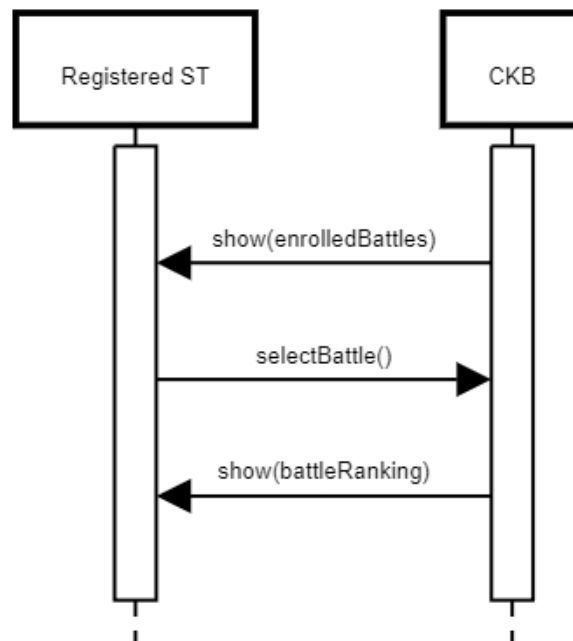 Registered ST
CKB
show(enrolledBattles)
selectBattle()
show(battleRanking)